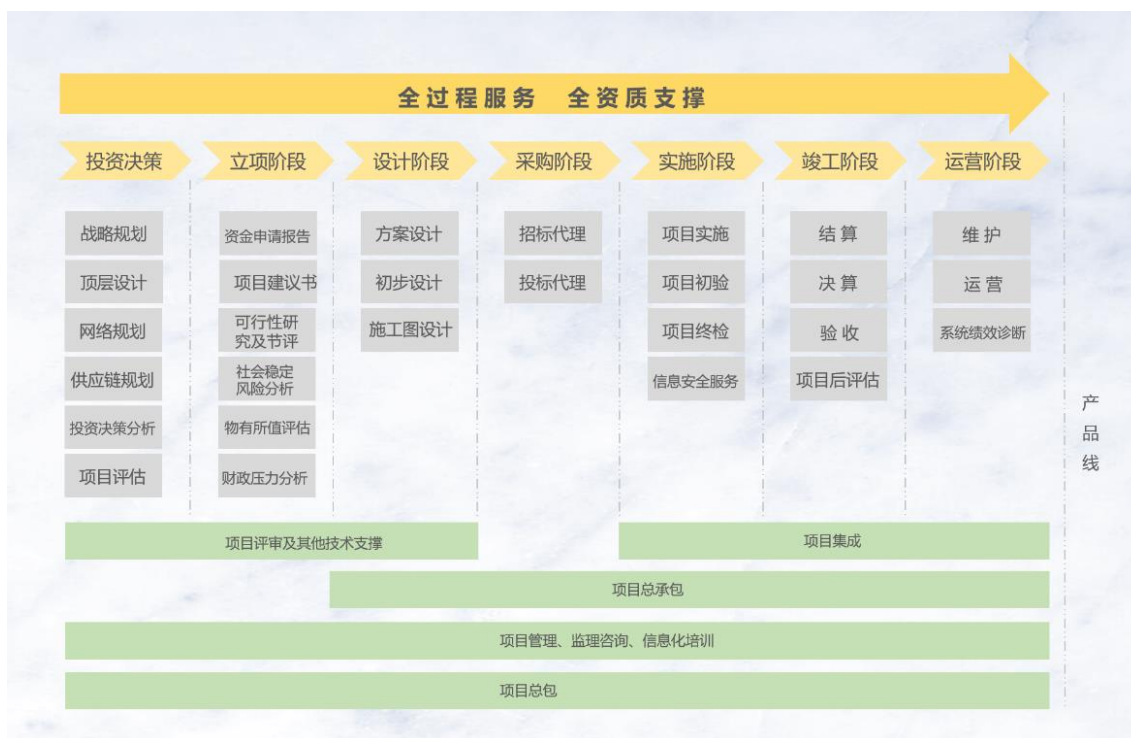 全过程服务 全资质支撑
投资决策
立项阶段
设计阶段
采购阶段
实施阶段
竣工阶段
运营阶段
战略规划
顶层设计
网络规划
供应链规划
投资决策分析
项目评估
资金申请报告
项目建议书
可行性研
究及节评
社会稳定
风险分析
物有所值评估
财政压力分析
方案设计
初步设计
施工图设计
招标代理
投标代理
项目实施
项目初验
项目终检
信息安全服务
结 算
决 算
验 收
项目后评估
维 护
运 营
系统绩效诊断
产
品
线
项目评审及其他技术支撑
项目集成
项目总承包
项目管理、监理咨询、信息化培训
项目总包